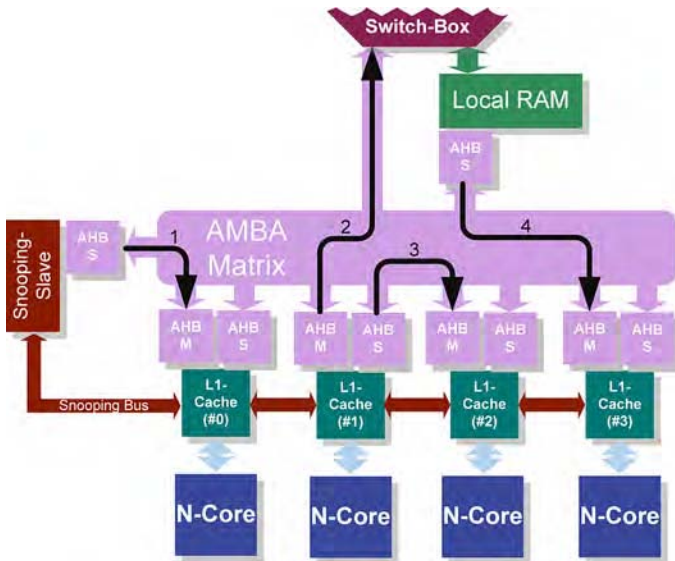 Switch-Box
Local RAM
AHB
S
AHB
S
Snooping-
Slave
AMBA
Matrix
1
2
3
4
AHB
M
AHB
S
AHB
M
AHB
S
AHB
M
AHB
S
AHB
M
AHB
S
Snooping Bus
L1-
Cache
(#0)
L1-
Cache
(#1)
L1-
Cache
(#2)
L1-
Cache
(#3)
N-Core
N-Core
N-Core
N-Core